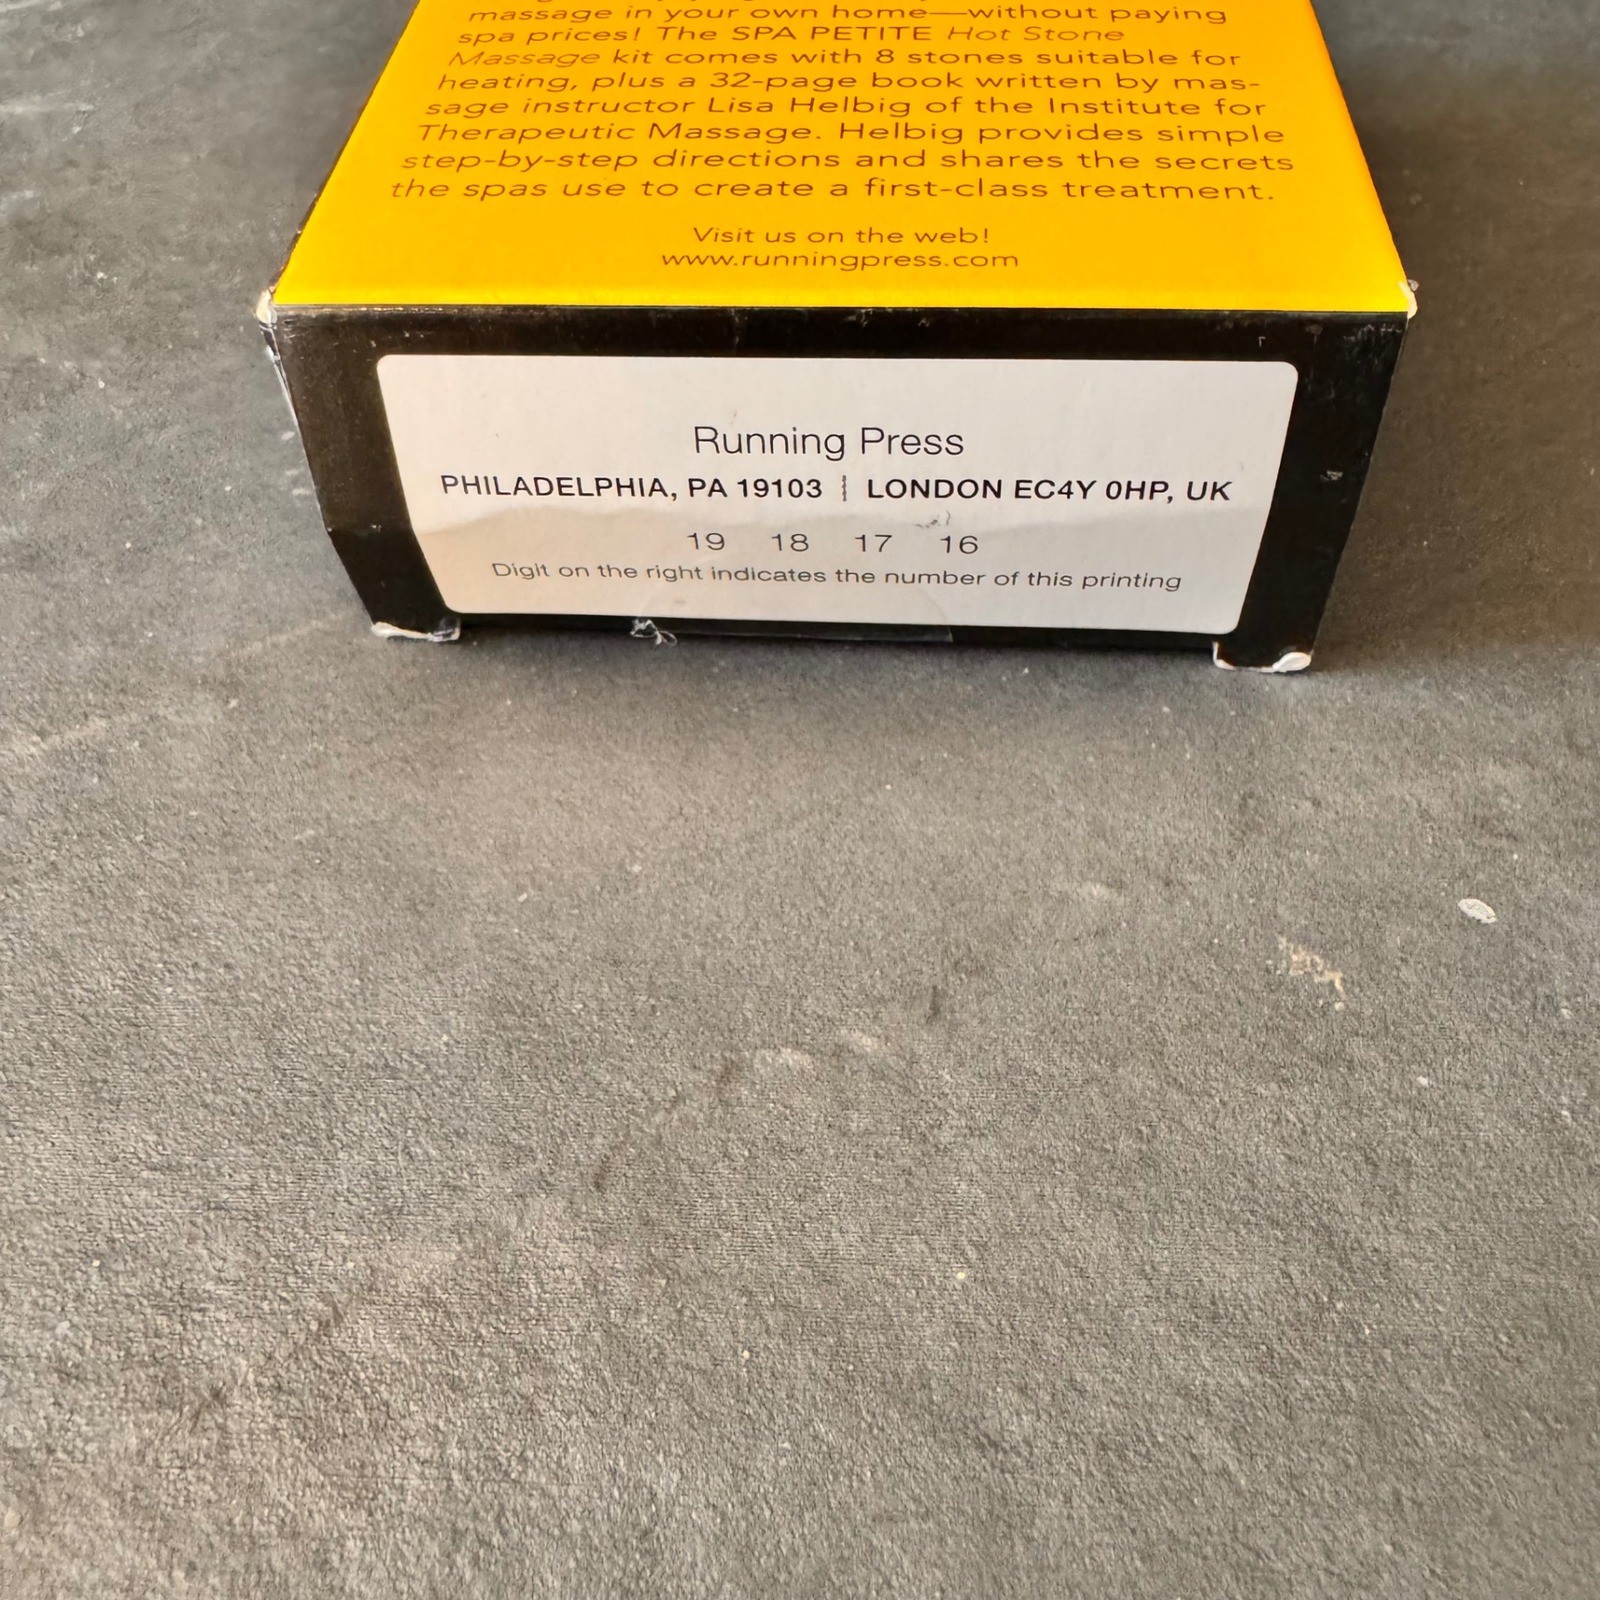 massage in your own home—without paying
spa prices! The SPA PETITE Hot Stone
Massage kit comes with 8 stones suitable for
heating, plus a 32-page book written by mas-
sage instructor Lisa Helbig of the Institute for
Therapeutic Massage. Helbig provides simple
step-by-step directions and shares the secrets
the spas use to create a first-class treatment.
Visit us on the web!
www.runningpress.com
Running Press
PHILADELPHIA, PA 19103 | LONDON EC4Y 0HP, UK
19 18 17 16
Digit on the right indicates the number of this printing